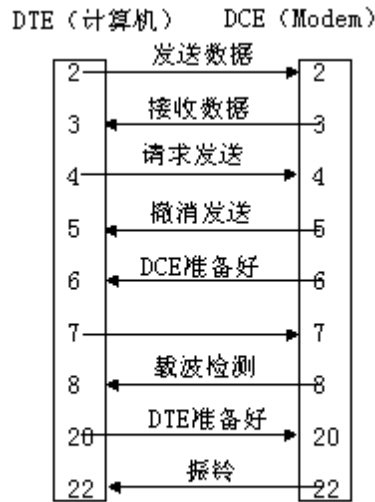 DTE（计算机） DCE（Modem）
发送数据
2 2
接收数据
3 3
请求发送
4 4
撤消发送
5 5
DCE准备好
6 6
7 7
载波检测
8 8
DTE准备好
20 20
振铃
22 22